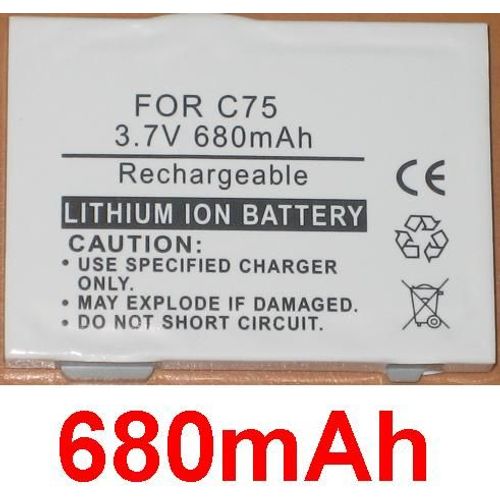 FOR C75
3.7V 680mAh
Rechargeable
LITHIUM ION BATTERY
CAUTION:
• USE SPECIFIED CHARGER
ONLY.
• MAY EXPLODE IF DAMAGED.
• DO NOT SHORT CIRCUIT.
CE
680mAh